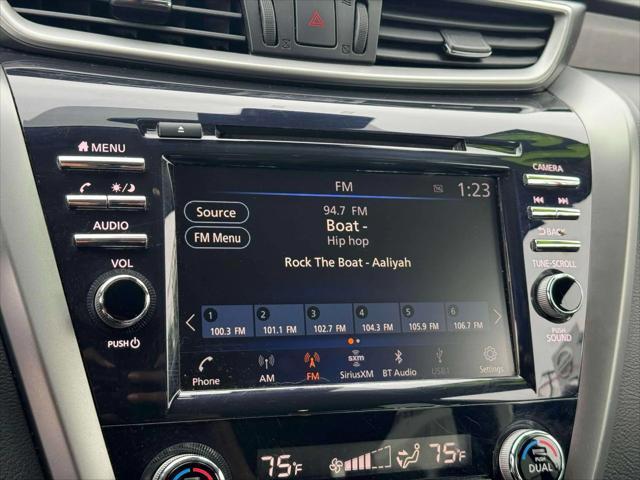 MENU
AUDIO
VOL
PUSH
CAMERA
BACK
TUNE-SCROLL
PUSH
SOUND
FM
1:23
Source
FM Menu
94.7 FM
Boat -
Hip hop
Rock The Boat - Aaliyah
1 2 3 4 5 6
100.3 FM 101.1 FM 102.7 FM 104.3 FM 105.9 FM 106.7 FM
Phone AM FM sxm SiriusXM BT Audio USB1 Settings
75°F 75°F
PUSH
DUAL